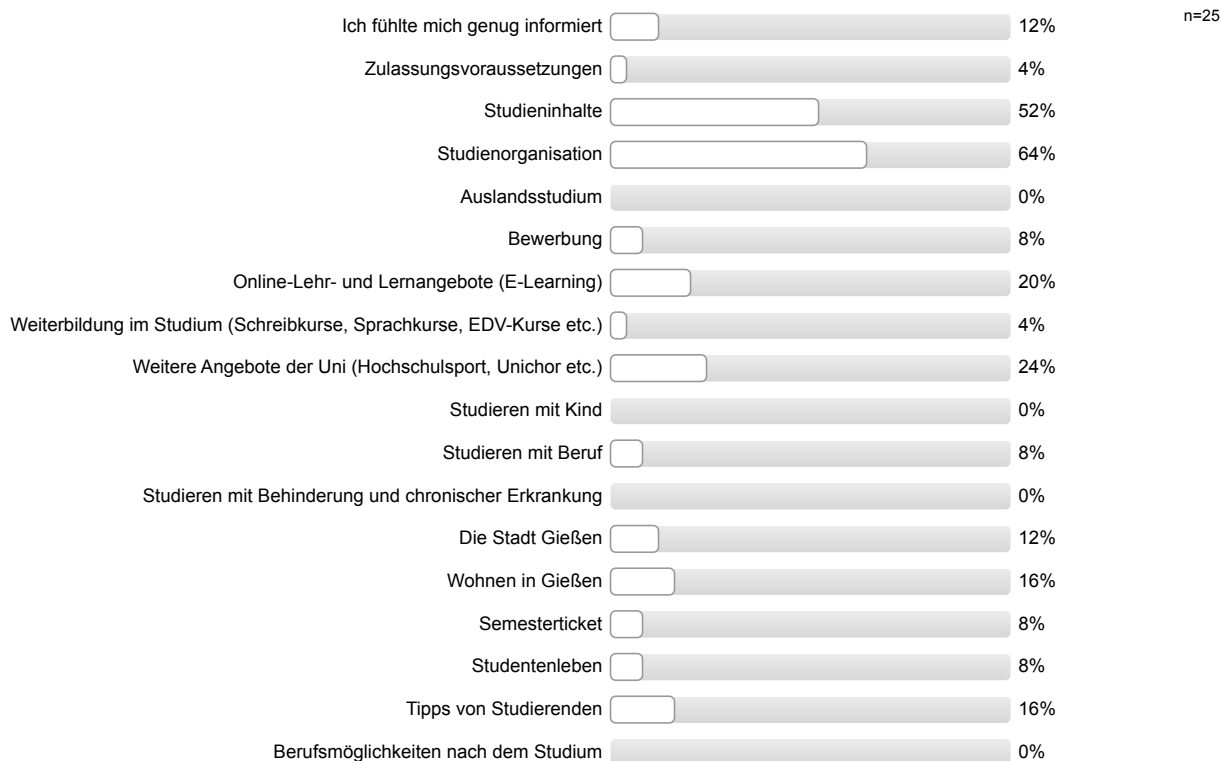 Ich fühlte mich genug informiert 12% n=25
Zulassungsvoraussetzungen 4%
Studieninhalte 52%
Studienorganisation 64%
Auslandsstudium 0%
Bewerbung 8%
Online-Lehr- und Lernangebote (E-Learning) 20%
Weiterbildung im Studium (Schreibkurse, Sprachkurse, EDV-Kurse etc.) 4%
Weitere Angebote der Uni (Hochschulsport, Unichor etc.) 24%
Studieren mit Kind 0%
Studieren mit Beruf 8%
Studieren mit Behinderung und chronischer Erkrankung 0%
Die Stadt Gießen 12%
Wohnen in Gießen 16%
Semesterticket 8%
Studentenleben 8%
Tipps von Studierenden 16%
Berufsmöglichkeiten nach dem Studium 0%